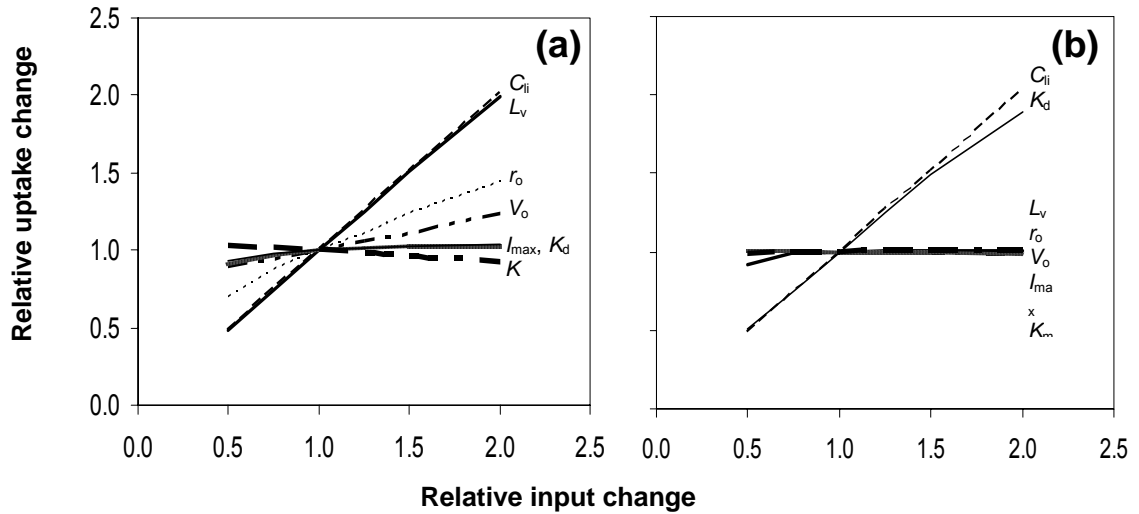 (a)
(b)
Relative uptake change
2.5
2.0
1.5
1.0
0.5
0.0
C_li
L_v
r_o
V_o
I_max, K_d
K
0.0 0.5 1.0 1.5 2.0 2.5
C_li
K_d
L_v
r_o
V_o
I_ma
x
K_m
0.0 0.5 1.0 1.5 2.0 2.5
Relative input change